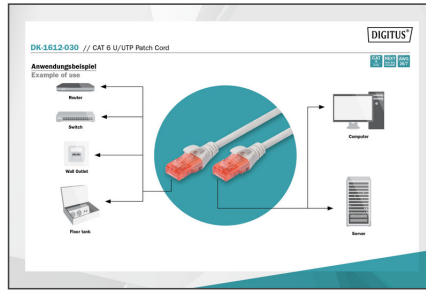 DIGITUS®
DK-1612-030 // CAT 6 U/UTP Patch Cord
Anwendungsbeispiel
Example of use
Router
Switch
Wall Outlet
Floor tank
Computer
Server